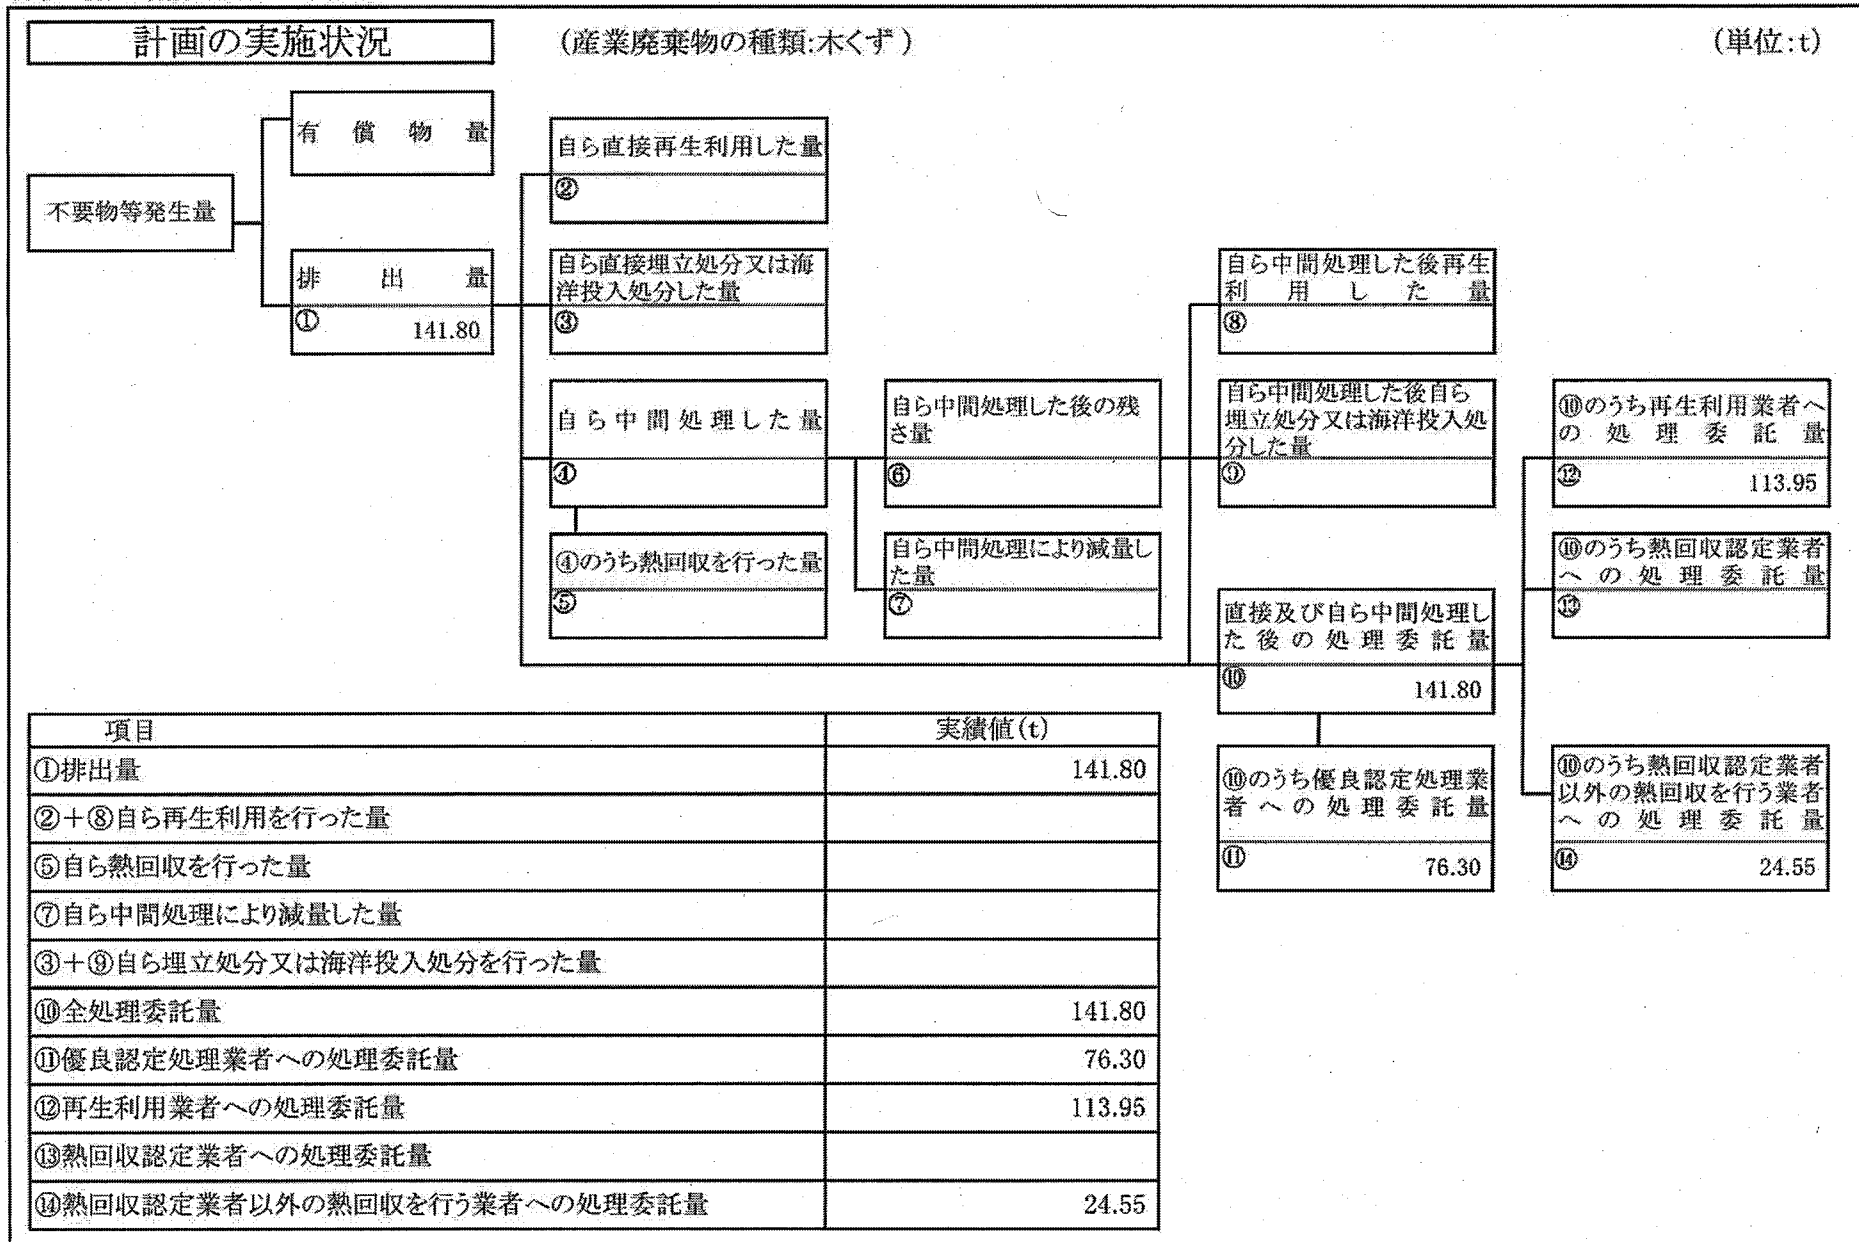 計画の実施状況 (産業廃棄物の種類:木くず) (単位:t)
不要物等発生量
有償物量
排出量
① 141.80
自ら直接再生利用した量
②
自ら直接埋立処分又は海
洋投入処分した量
③
自ら中間処理した量
④
④のうち熱回収を行った量
⑤
自ら中間処理した後の残
さ量
⑥
自ら中間処理により減量し
た量
⑦
自ら中間処理した後再生
利用した量
⑧
自ら中間処理した後自ら
埋立処分又は海洋投入処
分した量
⑨
直接及び自ら中間処理し
た後の処理委託量
⑩ 141.80
⑩のうち優良認定処理業
者への処理委託量
⑪ 76.30
⑩のうち再生利用業者へ
の処理委託量
⑫ 113.95
⑩のうち熱回収認定業者
への処理委託量
⑬
⑩のうち熱回収認定業者
以外の熱回収を行う業者
への処理委託量
⑭ 24.55
項目 実績値(t)
①排出量 141.80
②+⑧自ら再生利用を行った量
⑤自ら熱回収を行った量
⑦自ら中間処理により減量した量
③+⑨自ら埋立処分又は海洋投入処分を行った量
⑩全処理委託量 141.80
⑪優良認定処理業者への処理委託量 76.30
⑫再生利用業者への処理委託量 113.95
⑬熱回収認定業者への処理委託量
⑭熱回収認定業者以外の熱回収を行う業者への処理委託量 24.55